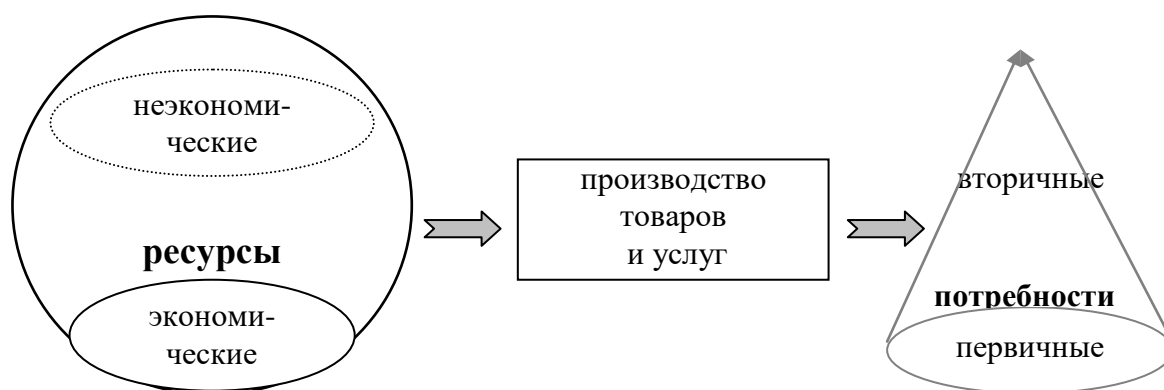 неэкономи-
ческие
ресурсы
экономи-
ческие
производство
товаров
и услуг
вторичные
потребности
первичные